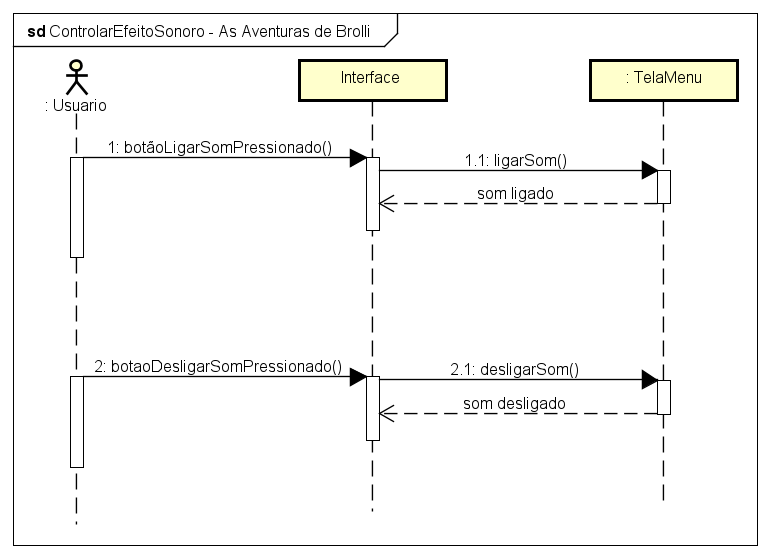 sd ControlarEfeitoSonoro - As Aventuras de Brolli
: Usuario
Interface
: TelaMenu
1: botãoLigarSomPressionado()
1.1: ligarSom()
som ligado
2: botaoDesligarSomPressionado()
2.1: desligarSom()
som desligado